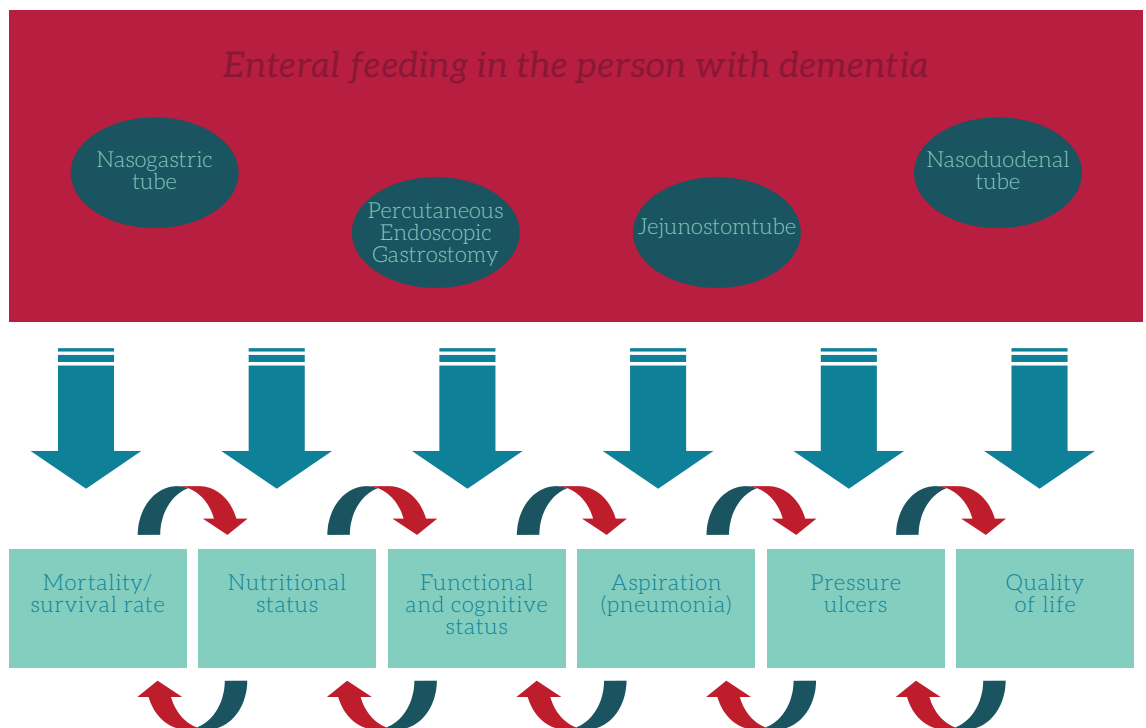 Enteral feeding in the person with dementia
Nasogastric
tube
Percutaneous
Endoscopic
Gastrostomy
Jejunostomtube
Nasoduodenal
tube
Mortality/
survival rate
Nutritional
status
Functional
and cognitive
status
Aspiration
(pneumonia)
Pressure
ulcers
Quality
of life